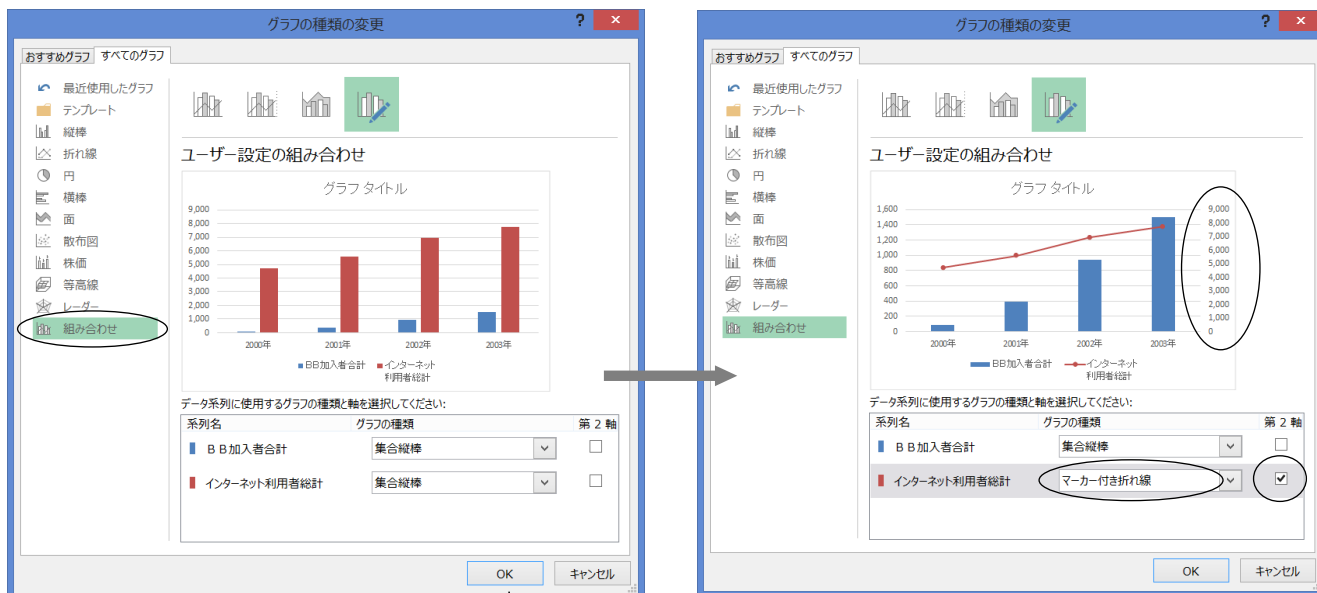 グラフの種類の変更 ? ×
おすすめグラフ すべてのグラフ
最近使用したグラフ
テンプレート
縦棒
折れ線
円
横棒
面
散布図
株価
等高線
レーダー
組み合わせ
ユーザー設定の組み合わせ
グラフ タイトル
9,000
8,000
7,000
6,000
5,000
4,000
3,000
2,000
1,000
0
2000年 2001年 2002年 2003年
BB加入者合計 インターネット
利用者総計
データ系列に使用するグラフの種類と軸を選択してください:
系列名 グラフの種類 第 2 軸
ＢＢ加入者合計 集合縦棒
インターネット利用者総計 集合縦棒
OK キャンセル
グラフの種類の変更 ? ×
おすすめグラフ すべてのグラフ
最近使用したグラフ
テンプレート
縦棒
折れ線
円
横棒
面
散布図
株価
等高線
レーダー
組み合わせ
ユーザー設定の組み合わせ
グラフ タイトル
1,600
1,400
1,200
1,000
800
600
400
200
0
9,000
8,000
7,000
6,000
5,000
4,000
3,000
2,000
1,000
0
2000年 2001年 2002年 2003年
BB加入者合計 インターネット
利用者総計
データ系列に使用するグラフの種類と軸を選択してください:
系列名 グラフの種類 第 2 軸
ＢＢ加入者合計 集合縦棒
インターネット利用者総計 マーカー付き折れ線
OK キャンセル